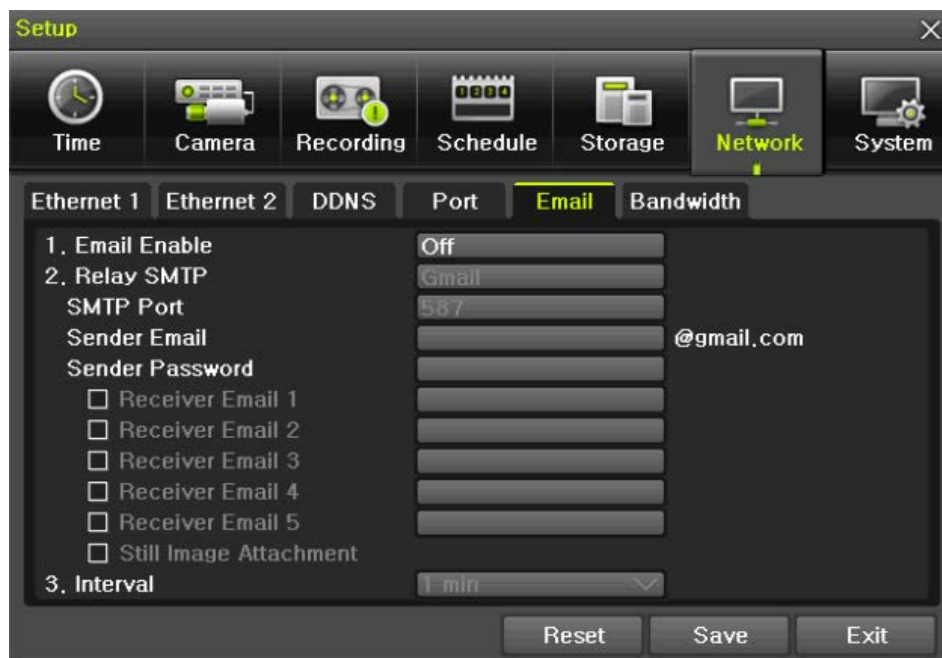 Setup
Time Camera Recording Schedule Storage Network System
Ethernet 1 Ethernet 2 DDNS Port Email Bandwidth
1. Email Enable Off
2. Relay SMTP Gmail
SMTP Port 587
Sender Email @gmail.com
Sender Password
Receiver Email 1
Receiver Email 2
Receiver Email 3
Receiver Email 4
Receiver Email 5
Still Image Attachment
3. Interval 1 min
Reset Save Exit